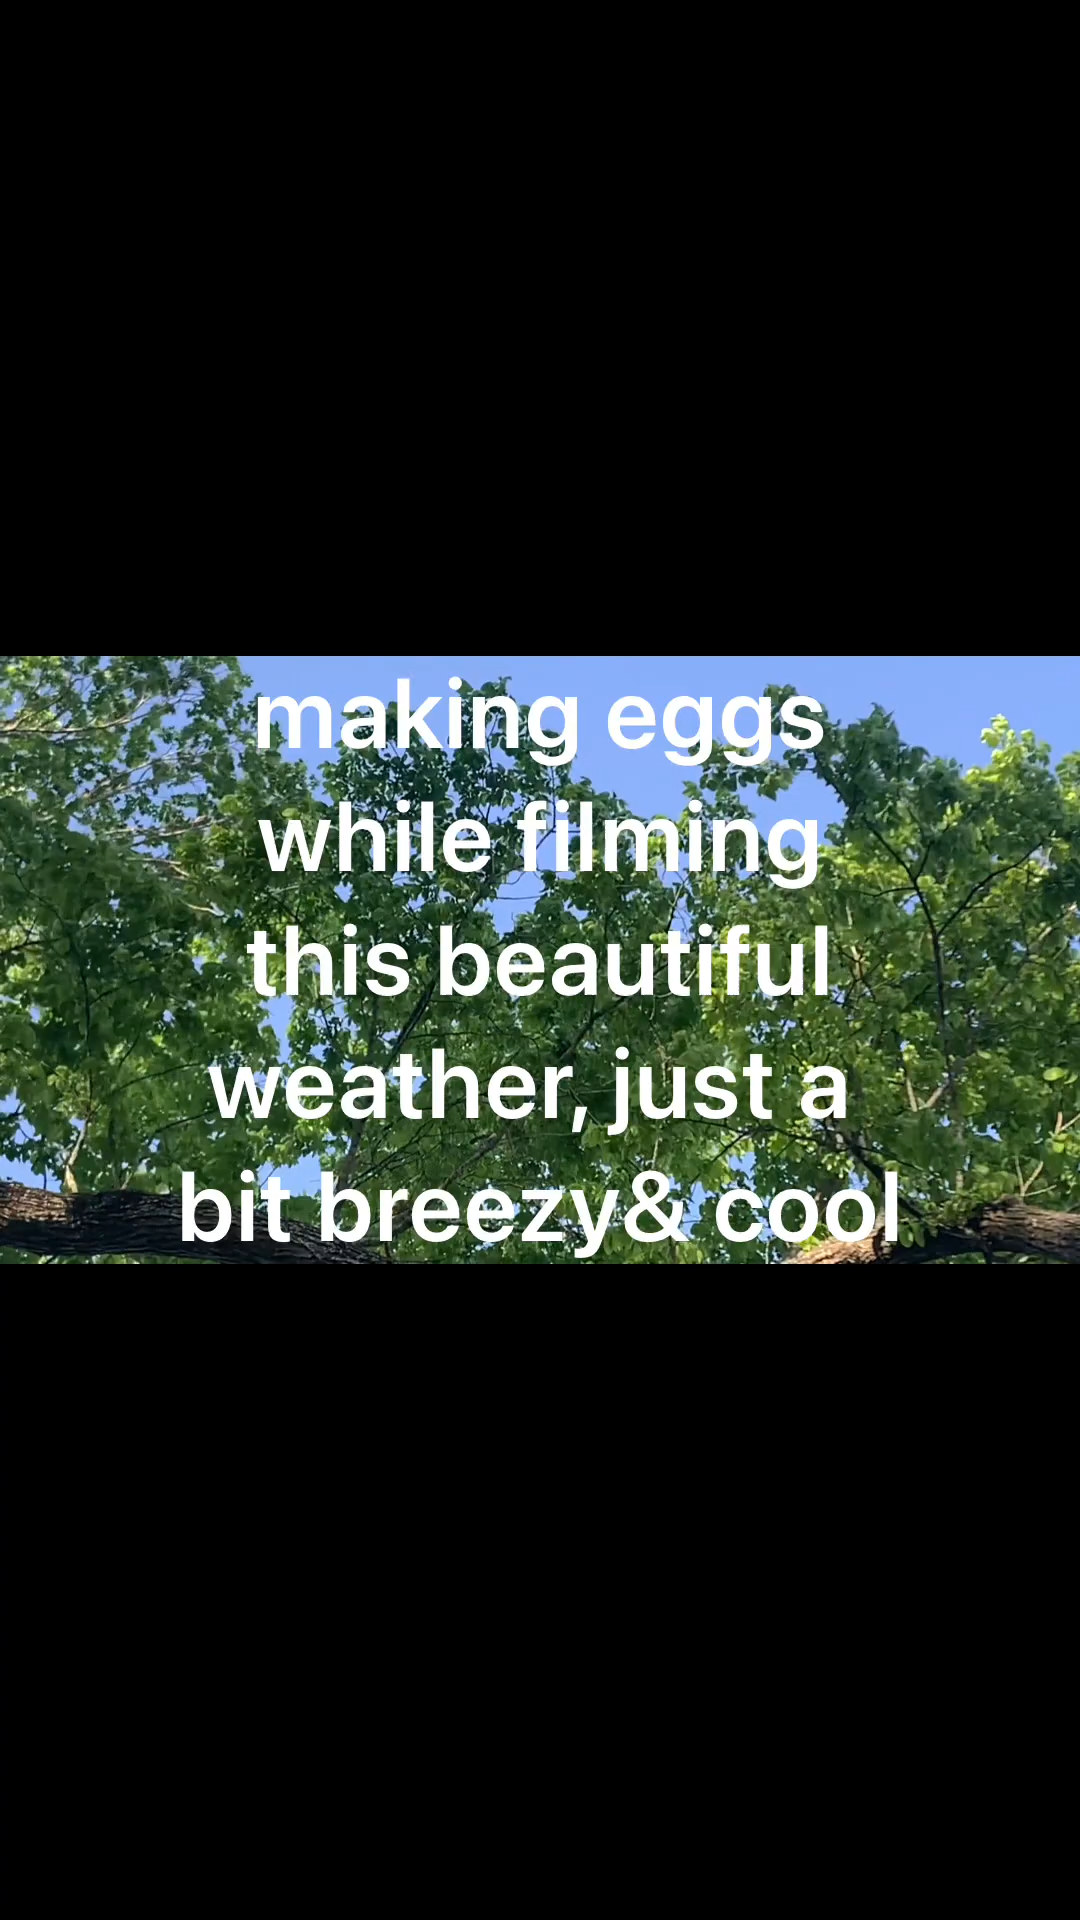 making eggs
while filming
this beautiful
weather, just a
bit breezy& cool